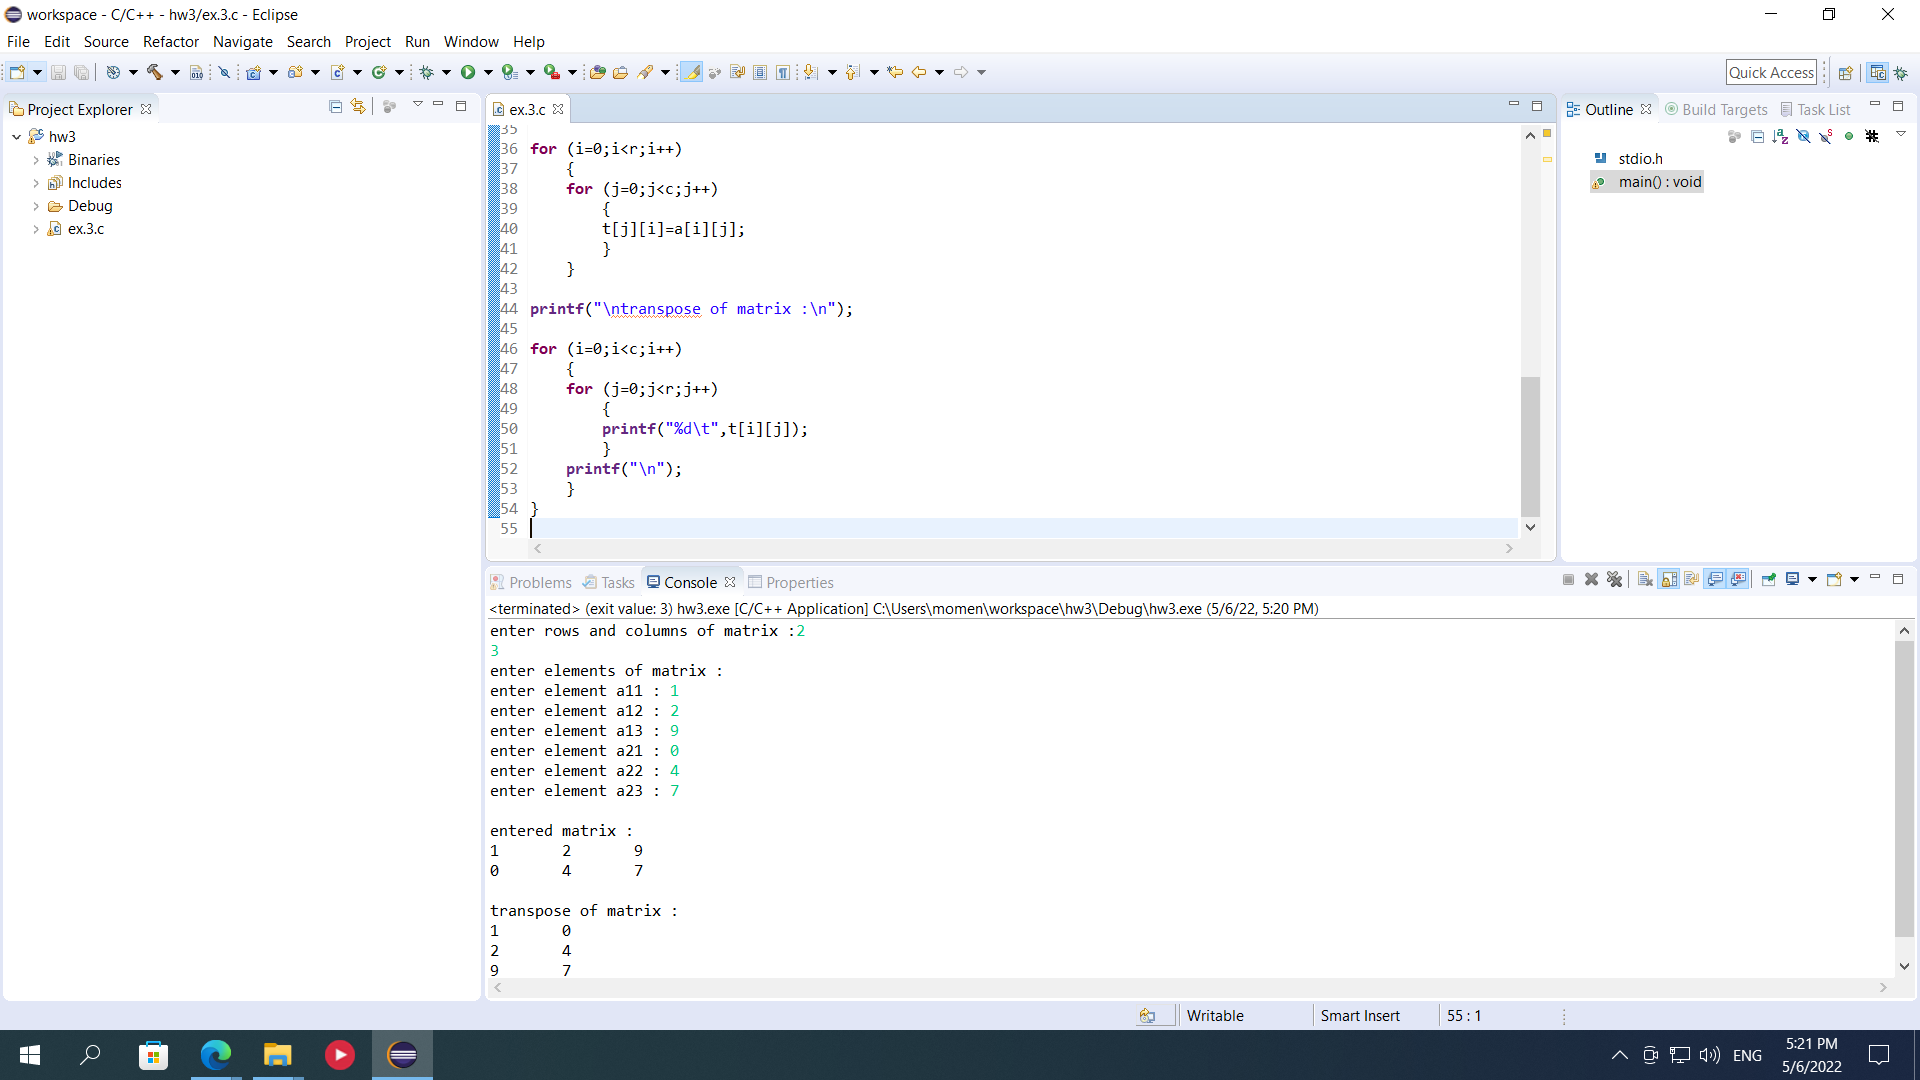 workspace - C/C++ - hw3/ex.3.c - Eclipse
File Edit Source Refactor Navigate Search Project Run Window Help
Quick Access
Project Explorer
hw3
Binaries
Includes
Debug
ex.3.c
ex.3.c
35
36 for (i=0;i<r;i++)
37 {
38 for (j=0;j<c;j++)
39 {
40 t[j][i]=a[i][j];
41 }
42 }
43
44 printf("\ntranspose of matrix :\n");
45
46 for (i=0;i<c;i++)
47 {
48 for (j=0;j<r;j++)
49 {
50 printf("%d\t",t[i][j]);
51 }
52 printf("\n");
53 }
54 }
55
Outline Build Targets Task List
stdio.h
main() : void
Problems Tasks Console Properties
<terminated> (exit value: 3) hw3.exe [C/C++ Application] C:\Users\momen\workspace\hw3\Debug\hw3.exe (5/6/22, 5:20 PM)
enter rows and columns of matrix :2
3
enter elements of matrix :
enter element a11 : 1
enter element a12 : 2
enter element a13 : 9
enter element a21 : 0
enter element a22 : 4
enter element a23 : 7
entered matrix :
1 2 9
0 4 7
transpose of matrix :
1 0
2 4
9 7
Writable Smart Insert 55 : 1
ENG
5:21 PM
5/6/2022